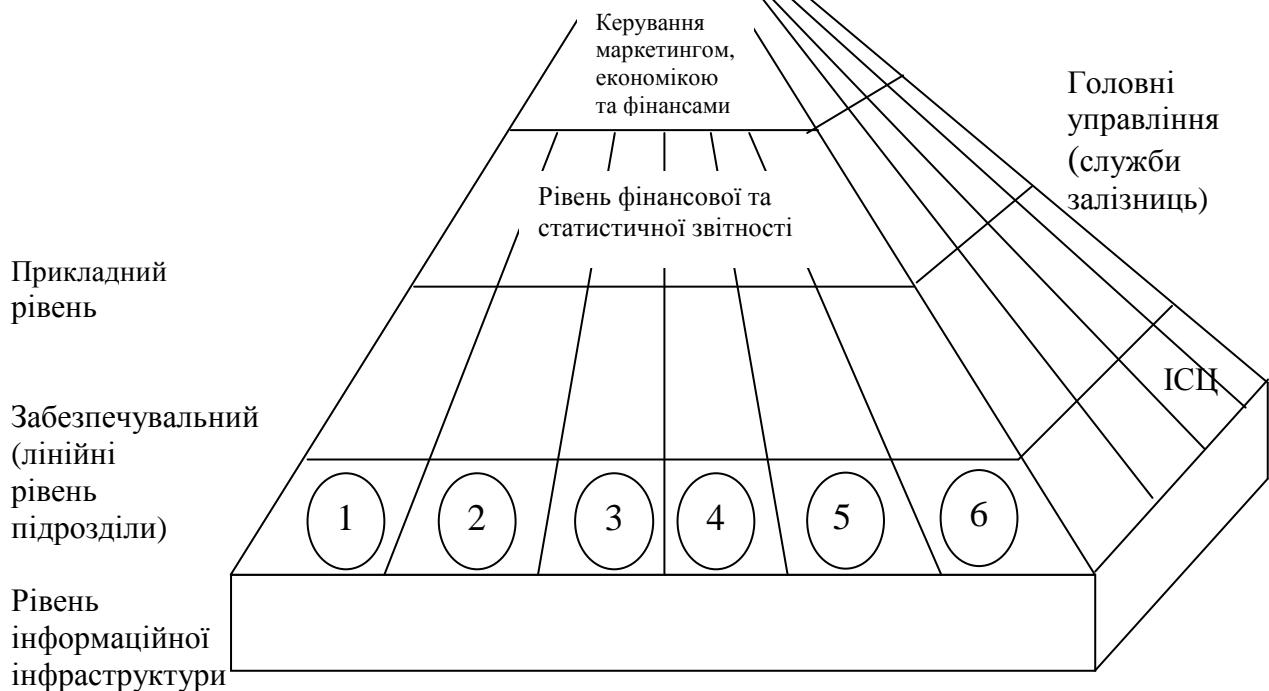 Керування
маркетингом,
економікою
та фінансами
Головні
управління
(служби
залізниць)
Рівень фінансової та
статистичної звітності
Прикладний
рівень
ІСЦ
Забезпечувальний
(лінійні
рівень
підрозділи)
1 2 3 4 5 6
Рівень
інформаційної
інфраструктури